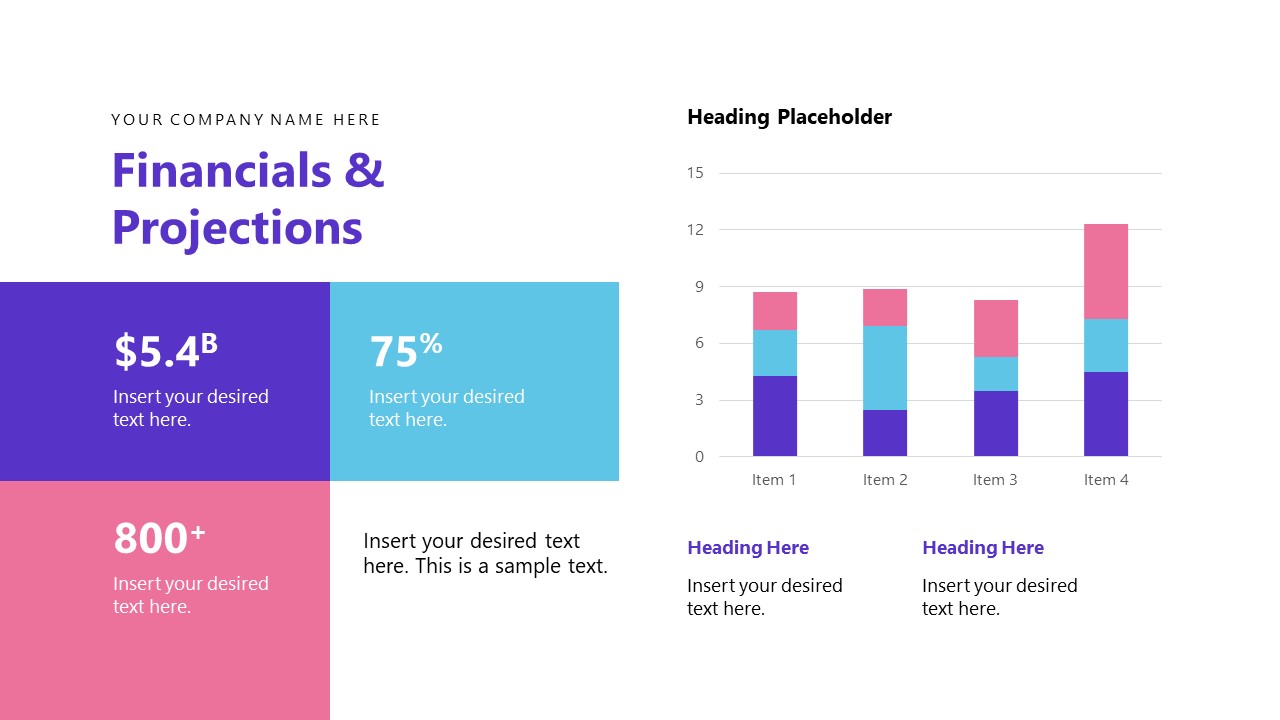 YOUR COMPANY NAME HERE
Financials &
Projections
$5.4B
Insert your desired
text here.
75%
Insert your desired
text here.
800+
Insert your desired
text here.
Insert your desired text
here. This is a sample text.
Heading Placeholder
15
12
9
6
3
0
Item 1 Item 2 Item 3 Item 4
Heading Here
Insert your desired
text here.
Heading Here
Insert your desired
text here.